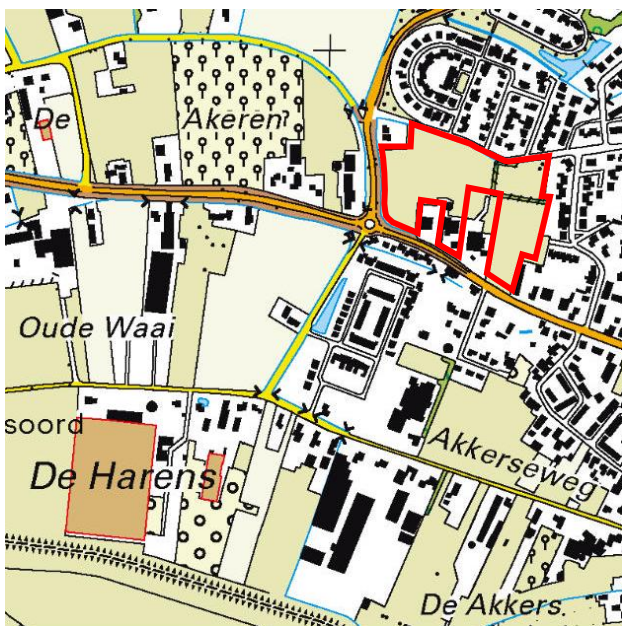 De Akeren
Oude Waai
soord
De Harens
Akkerseweg
De Akkers.